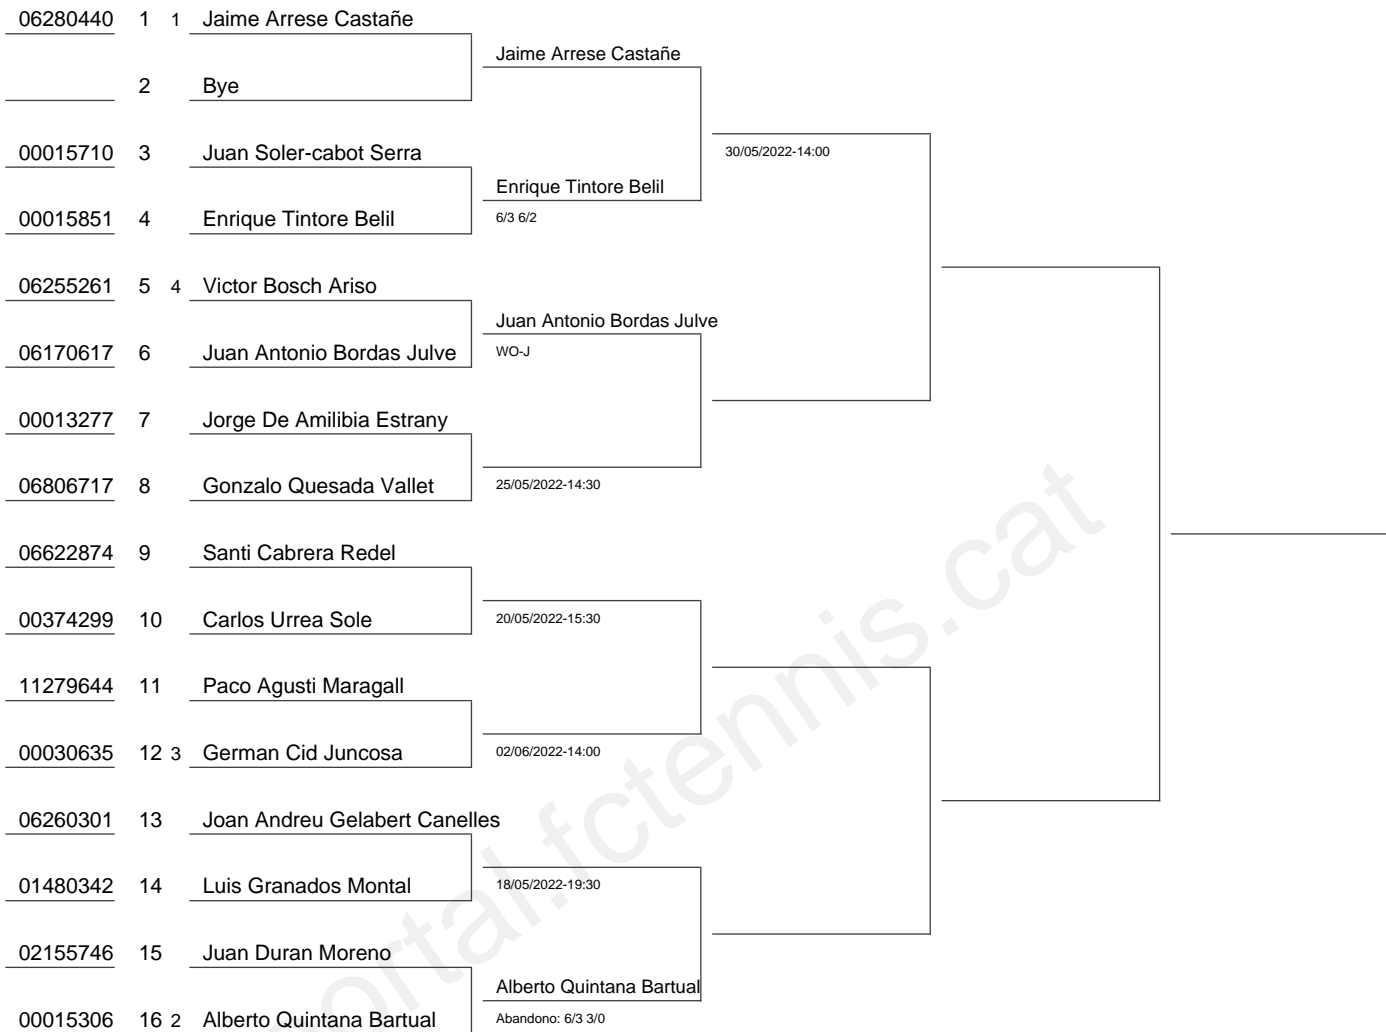 06280440 1 1 Jaime Arrese Castañe
Jaime Arrese Castañe
2 Bye
00015710 3 Juan Soler-cabot Serra
30/05/2022-14:00
Enrique Tintore Belil
00015851 4 Enrique Tintore Belil
6/3 6/2
06255261 5 4 Victor Bosch Ariso
Juan Antonio Bordas Julve
06170617 6 Juan Antonio Bordas Julve
WO-J
00013277 7 Jorge De Amilibia Estrany
06806717 8 Gonzalo Quesada Vallet
25/05/2022-14:30
06622874 9 Santi Cabrera Redel
00374299 10 Carlos Urrea Sole
20/05/2022-15:30
11279644 11 Paco Agusti Maragall
00030635 12 3 German Cid Juncosa
02/06/2022-14:00
06260301 13 Joan Andreu Gelabert Canelles
01480342 14 Luis Granados Montal
18/05/2022-19:30
02155746 15 Juan Duran Moreno
Alberto Quintana Bartual
00015306 16 2 Alberto Quintana Bartual
Abandono: 6/3 3/0
portal.fctennis.cat